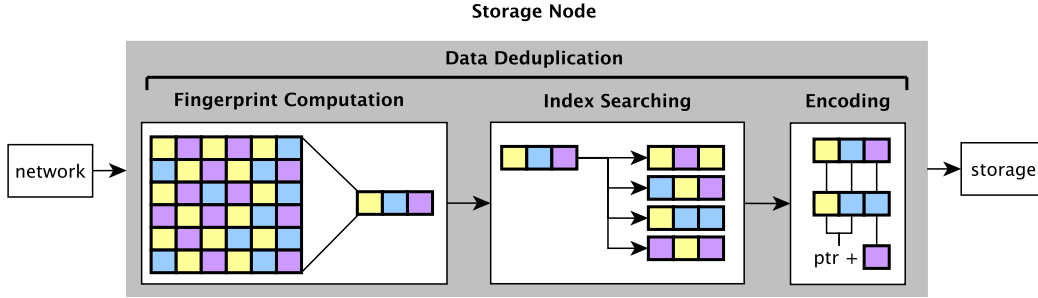 Storage Node
Data Deduplication
Fingerprint Computation
Index Searching
Encoding
network
storage
ptr +